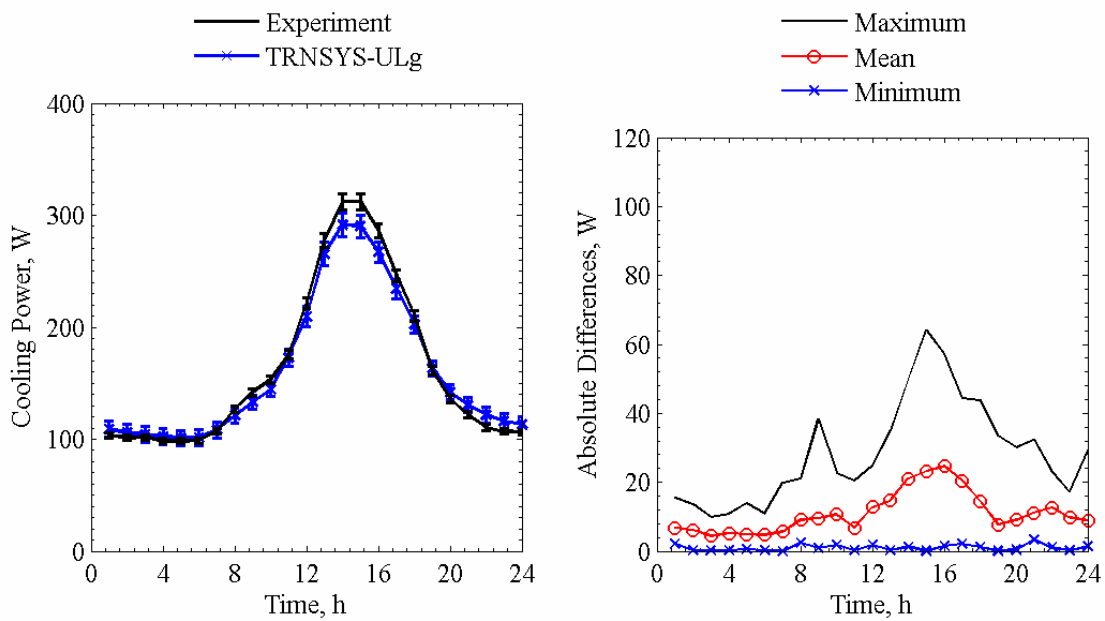 Experiment
TRNSYS-ULg
400
300
200
100
0
Cooling Power, W
0 4 8 12 16 20 24
Time, h
Maximum
Mean
Minimum
120
100
80
60
40
20
0
Absolute Differences, W
0 4 8 12 16 20 24
Time, h